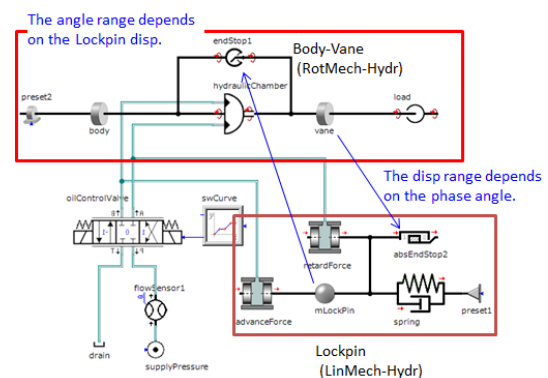 The angle range depends
on the Lockpin disp.
endStop1
Body-Vane
(RotMech-Hydr)
preset2
hydraulicChamber
load
body
vane
The disp range depends
on the phase angle.
oilControlValve
swCurve
B A
T P
retardForce
absEndStop2
flowSensor1
advanceForce
mLockPin
spring
preset1
drain
supplyPressure
Lockpin
(LinMech-Hydr)